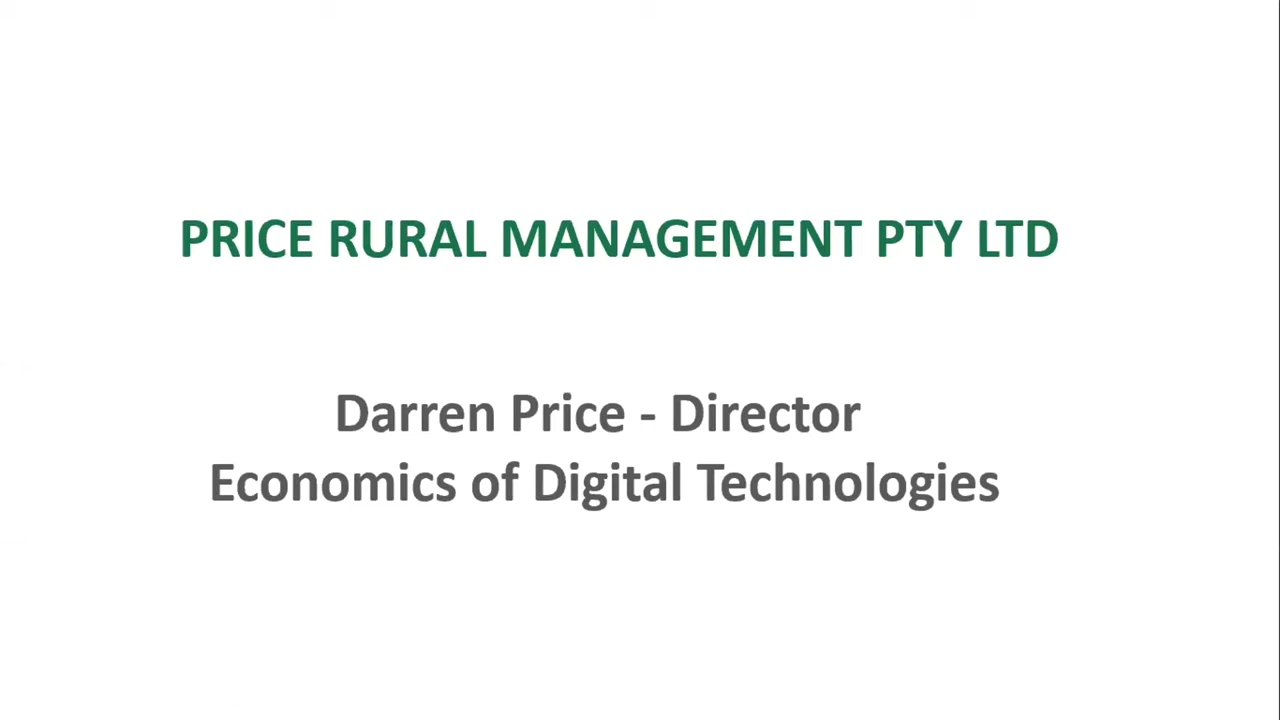 PRICE RURAL MANAGEMENT PTY LTD
Darren Price - Director
Economics of Digital Technologies